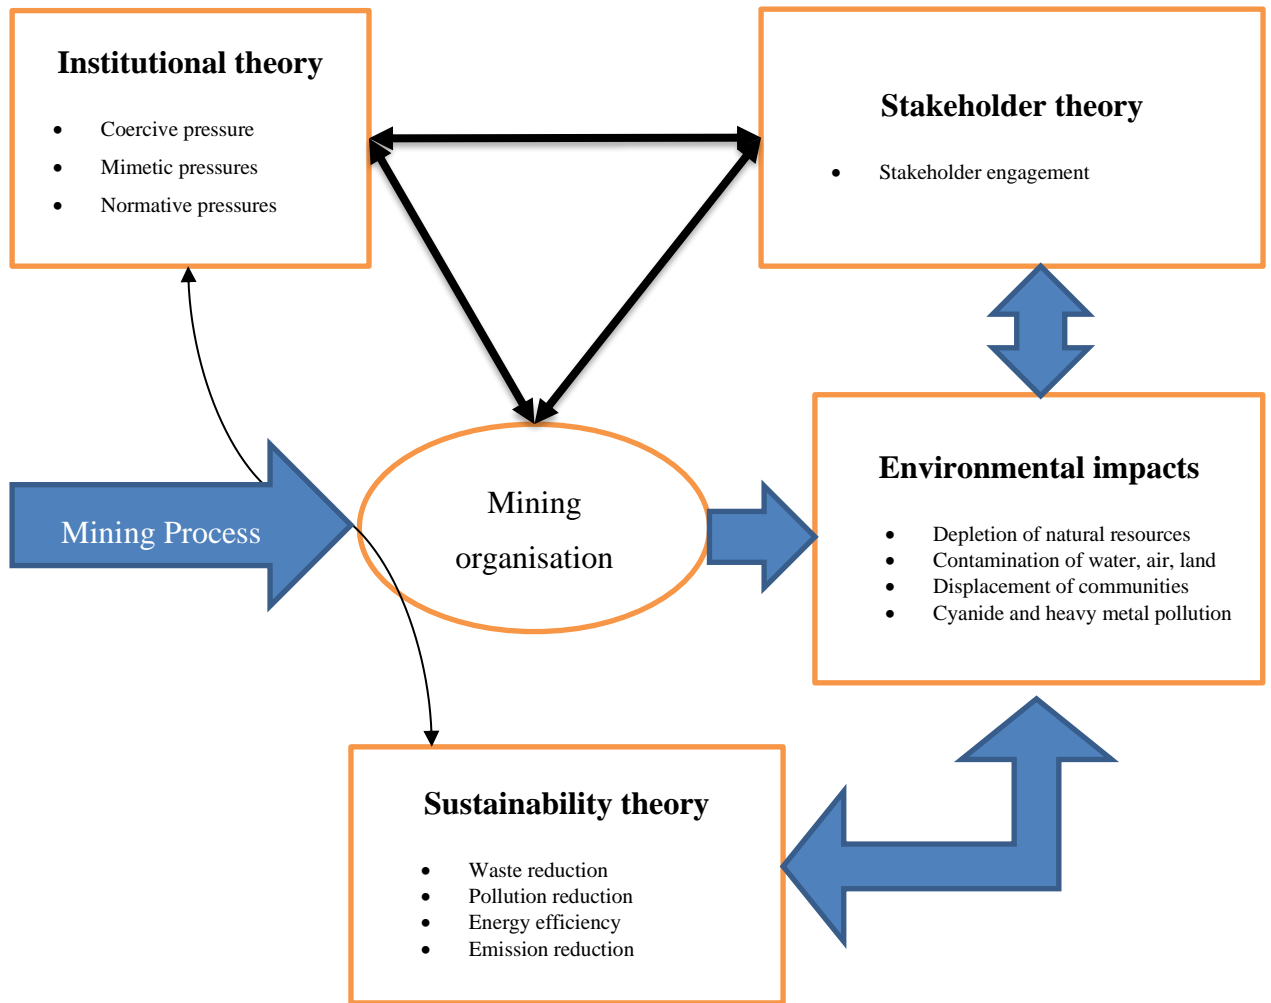 Institutional theory
• Coercive pressure
• Mimetic pressures
• Normative pressures
Stakeholder theory
• Stakeholder engagement
Mining Process
Mining
organisation
Environmental impacts
• Depletion of natural resources
• Contamination of water, air, land
• Displacement of communities
• Cyanide and heavy metal pollution
Sustainability theory
• Waste reduction
• Pollution reduction
• Energy efficiency
• Emission reduction